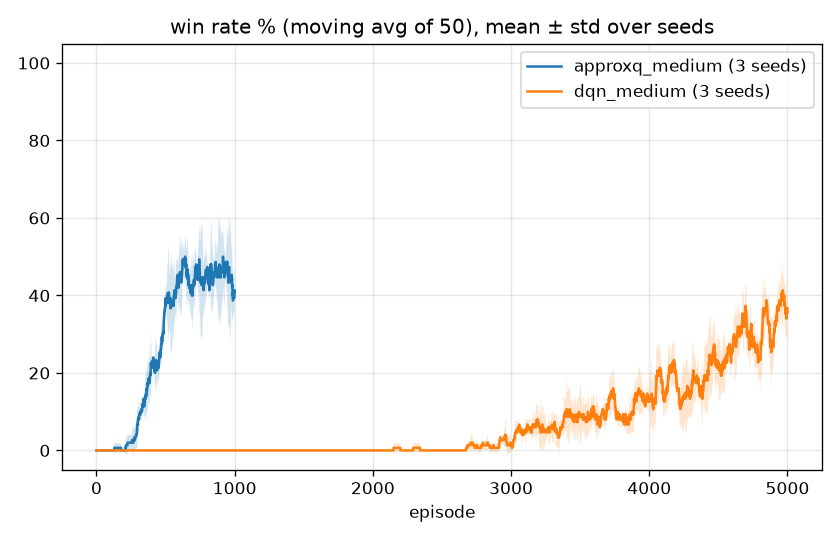 win rate % (moving avg of 50), mean ± std over seeds
approxq_medium (3 seeds)
dqn_medium (3 seeds)
100
80
60
40
20
0
0 1000 2000 3000 4000 5000
episode